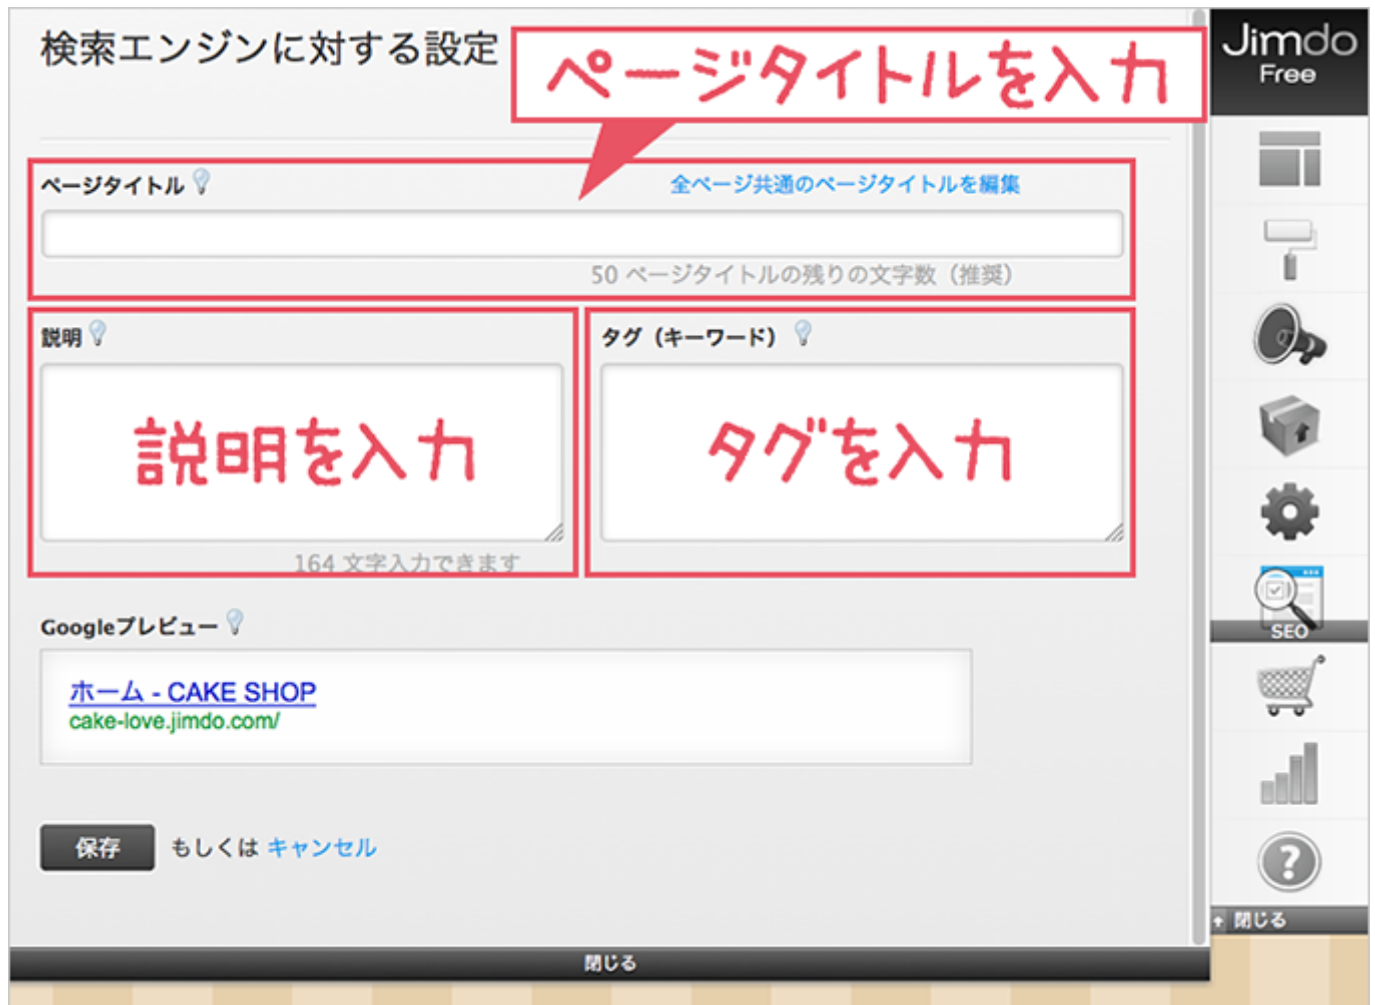 検索エンジンに対する設定
ページタイトルを入力
Jimdo
Free
ページタイトル
全ページ共通のページタイトルを編集
50 ページタイトルの残りの文字数（推奨）
説明
タグ（キーワード）
説明を入力
タグを入力
164 文字入力できます
SEO
Googleプレビュー
ホーム - CAKE SHOP
cake-love.jimdo.com/
保存 もしくは キャンセル
?
閉じる
閉じる